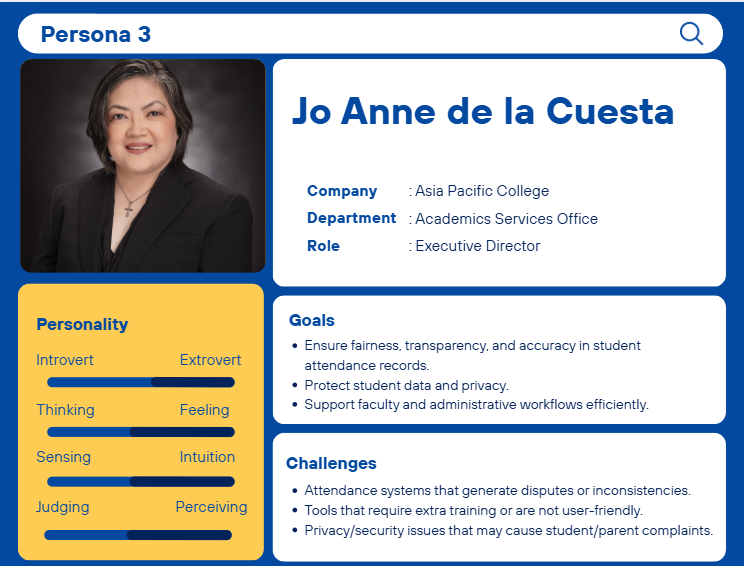 Persona 3
Jo Anne de la Cuesta
Company : Asia Pacific College
Department : Academics Services Office
Role : Executive Director
Personality
Introvert Extrovert
Thinking Feeling
Sensing Intuition
Judging Perceiving
Goals
• Ensure fairness, transparency, and accuracy in student
attendance records.
• Protect student data and privacy.
• Support faculty and administrative workflows efficiently.
Challenges
• Attendance systems that generate disputes or inconsistencies.
• Tools that require extra training or are not user-friendly.
• Privacy/security issues that may cause student/parent complaints.